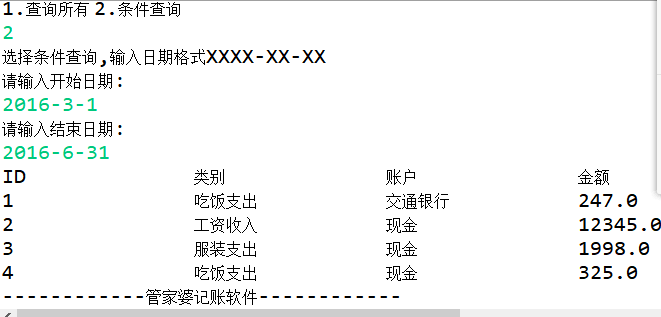 1.查询所有 2.条件查询
2
选择条件查询,输入日期格式XXXX-XX-XX
请输入开始日期:
2016-3-1
请输入结束日期:
2016-6-31
ID 类别 账户 金额
1 吃饭支出 交通银行 247.0
2 工资收入 现金 12345.0
3 服装支出 现金 1998.0
4 吃饭支出 现金 325.0
------------管家婆记账软件------------